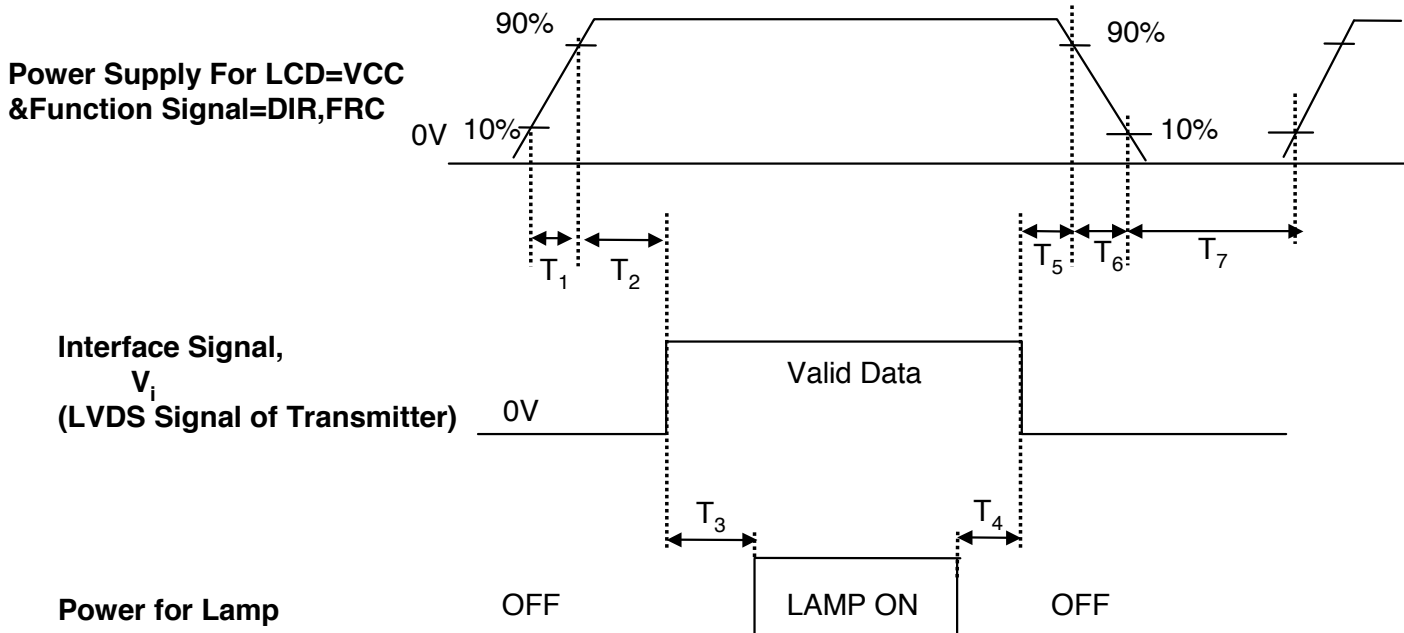 90%
90%
Power Supply For LCD=VCC
&Function Signal=DIR,FRC
0V
10%
10%
T1
T2
T5
T6
T7
Interface Signal,
Vi
(LVDS Signal of Transmitter)
0V
Valid Data
T3
T4
Power for Lamp
OFF
LAMP ON
OFF